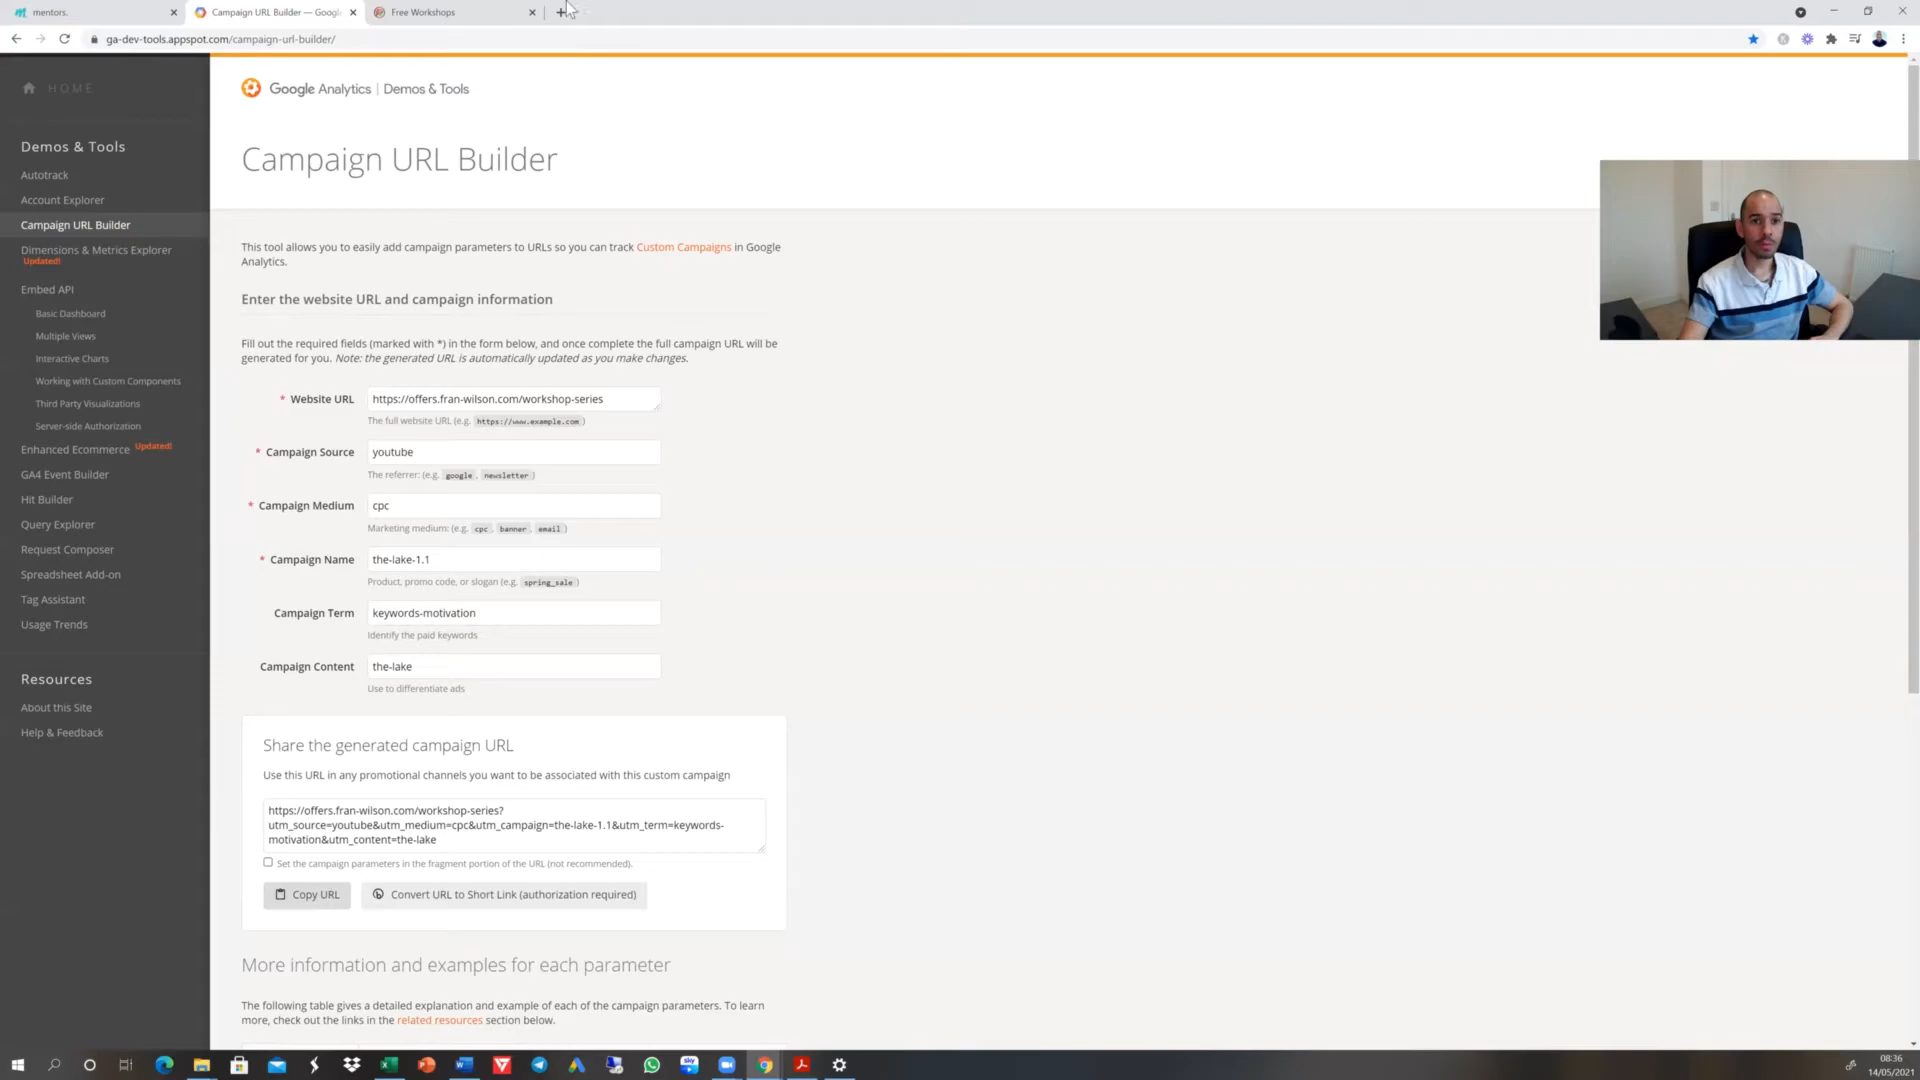 mentors.
Campaign URL Builder — Googl
Free Workshops
ga-dev-tools.appspot.com/campaign-url-builder/
HOME
Demos & Tools
Autotrack
Account Explorer
Campaign URL Builder
Dimensions & Metrics Explorer
Updated!
Embed API
Basic Dashboard
Multiple Views
Interactive Charts
Working with Custom Components
Third Party Visualizations
Server-side Authorization
Enhanced Ecommerce Updated!
GA4 Event Builder
Hit Builder
Query Explorer
Request Composer
Spreadsheet Add-on
Tag Assistant
Usage Trends
Resources
About this Site
Help & Feedback
Google Analytics | Demos & Tools
Campaign URL Builder
This tool allows you to easily add campaign parameters to URLs so you can track Custom Campaigns in Google
Analytics.
Enter the website URL and campaign information
Fill out the required fields (marked with *) in the form below, and once complete the full campaign URL will be
generated for you. Note: the generated URL is automatically updated as you make changes.
* Website URL https://offers.fran-wilson.com/workshop-series
The full website URL (e.g. https://www.example.com )
* Campaign Source youtube
The referrer: (e.g. google , newsletter )
* Campaign Medium cpc
Marketing medium: (e.g. cpc , banner , email )
* Campaign Name the-lake-1.1
Product, promo code, or slogan (e.g. spring_sale )
Campaign Term keywords-motivation
Identify the paid keywords
Campaign Content the-lake
Use to differentiate ads
Share the generated campaign URL
Use this URL in any promotional channels you want to be associated with this custom campaign
https://offers.fran-wilson.com/workshop-series?
utm_source=youtube&utm_medium=cpc&utm_campaign=the-lake-1.1&utm_term=keywords-
motivation&utm_content=the-lake
Set the campaign parameters in the fragment portion of the URL (not recommended).
Copy URL
Convert URL to Short Link (authorization required)
More information and examples for each parameter
The following table gives a detailed explanation and example of each of the campaign parameters. To learn
more, check out the links in the related resources section below.
sky
08:36
14/05/2021